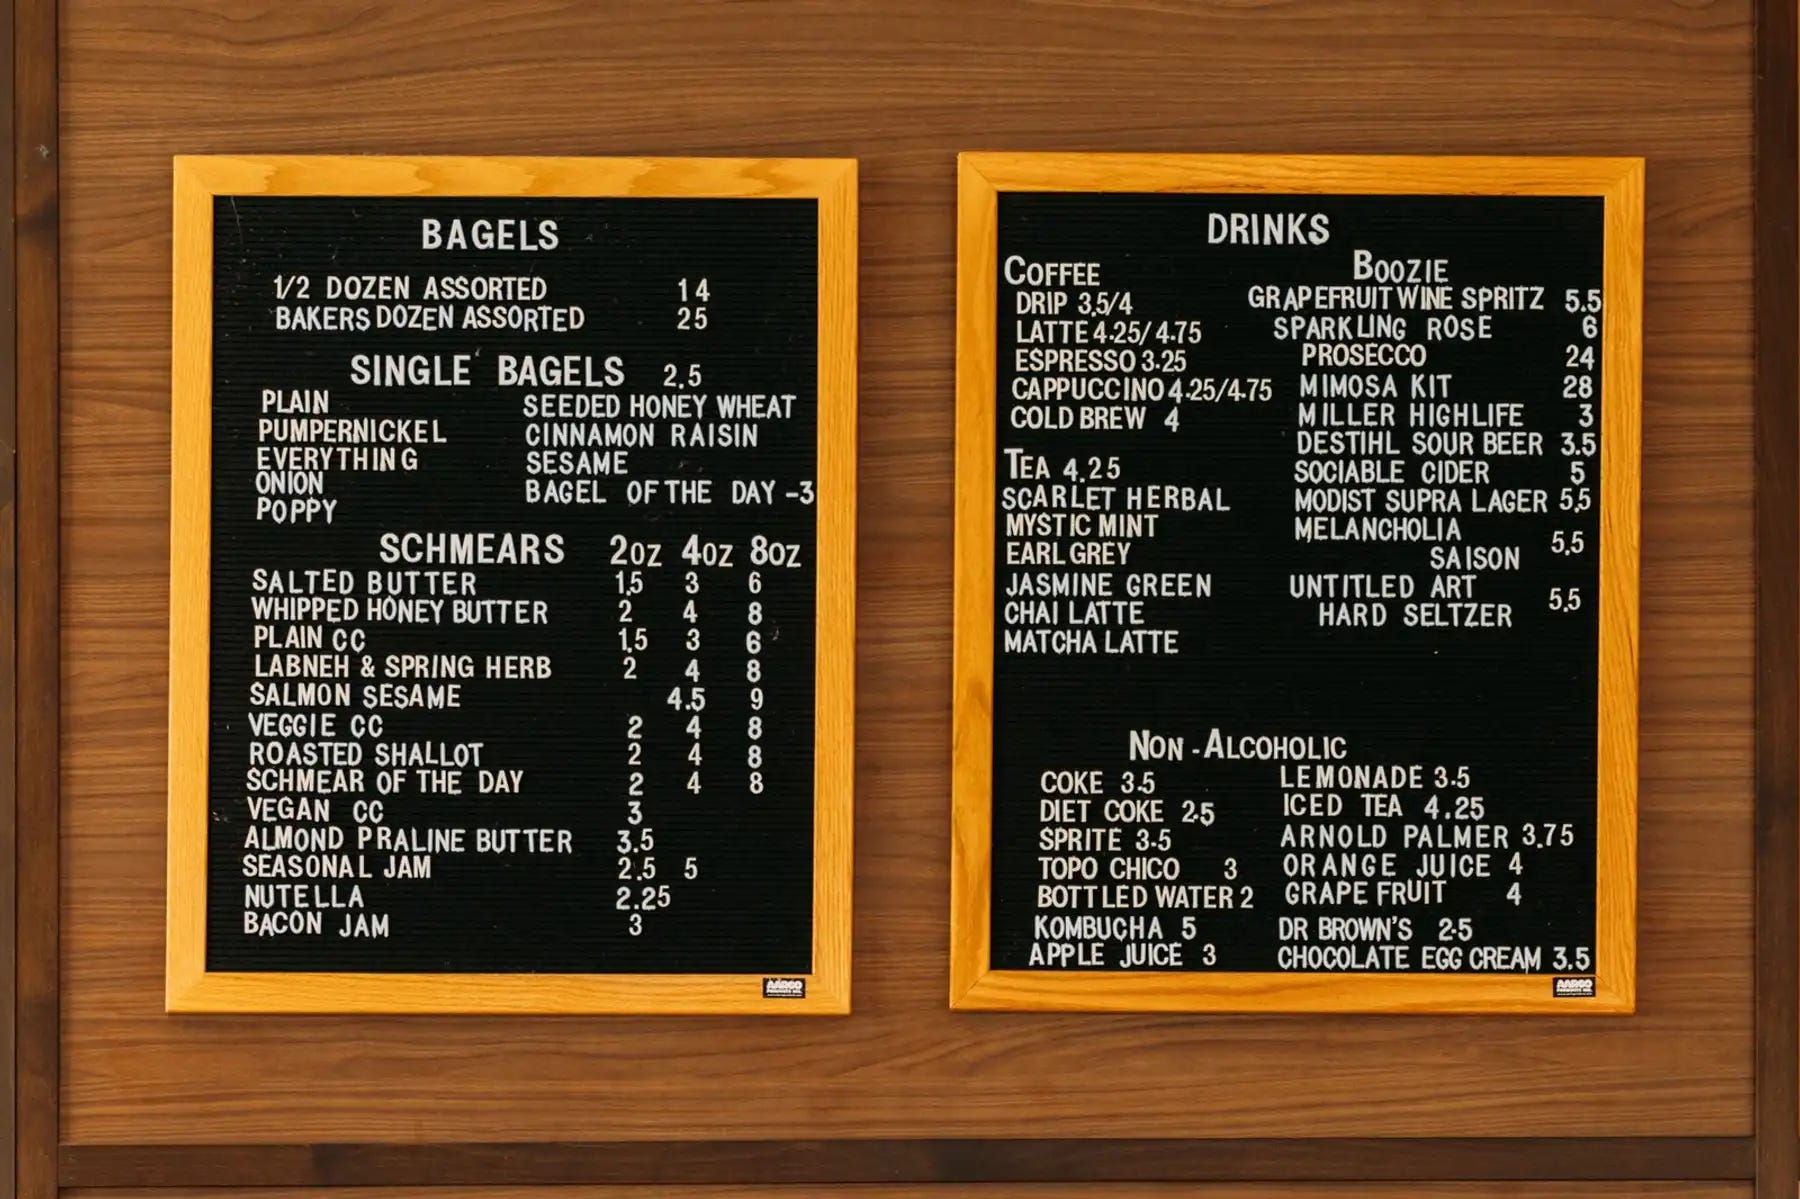 BAGELS
1/2 DOZEN ASSORTED 14
BAKERS DOZEN ASSORTED 25
SINGLE BAGELS 2.5
PLAIN
PUMPERNICKEL
EVERYTHING
ONION
POPPY
SEEDED HONEY WHEAT
CINNAMON RAISIN
SESAME
BAGEL OF THE DAY -3
SCHMEARS 2OZ 4OZ 8OZ
SALTED BUTTER 1.5 3 6
WHIPPED HONEY BUTTER 2 4 8
PLAIN CC 1.5 3 6
LABNEH & SPRING HERB 2 4 8
SALMON SESAME 4.5 9
VEGGIE CC 2 4 8
ROASTED SHALLOT 2 4 8
SCHMEAR OF THE DAY 2 4 8
VEGAN CC 3
ALMOND PRALINE BUTTER 3.5
SEASONAL JAM 2.5 5
NUTELLA 2.25
BACON JAM 3
AARCO
DRINKS
COFFEE
DRIP 3.5/4
LATTE 4.25/4.75
ESPRESSO 3.25
CAPPUCCINO 4.25/4.75
COLD BREW 4
TEA 4.25
SCARLET HERBAL
MYSTIC MINT
EARL GREY
JASMINE GREEN
CHAI LATTE
MATCHA LATTE
BOOZIE
GRAPEFRUIT WINE SPRITZ 5.5
SPARKLING ROSE 6
PROSECCO 24
MIMOSA KIT 28
MILLER HIGHLIFE 3
DESTIHL SOUR BEER 3.5
SOCIABLE CIDER 5
MODIST SUPRA LAGER 5.5
MELANCHOLIA
SAISON 5.5
UNTITLED ART
HARD SELTZER 5.5
NON-ALCOHOLIC
COKE 3.5
DIET COKE 2.5
SPRITE 3.5
TOPO CHICO 3
BOTTLED WATER 2
KOMBUCHA 5
APPLE JUICE 3
LEMONADE 3.5
ICED TEA 4.25
ARNOLD PALMER 3.75
ORANGE JUICE 4
GRAPEFRUIT 4
DR BROWN'S 2.5
CHOCOLATE EGG CREAM 3.5
AARCO